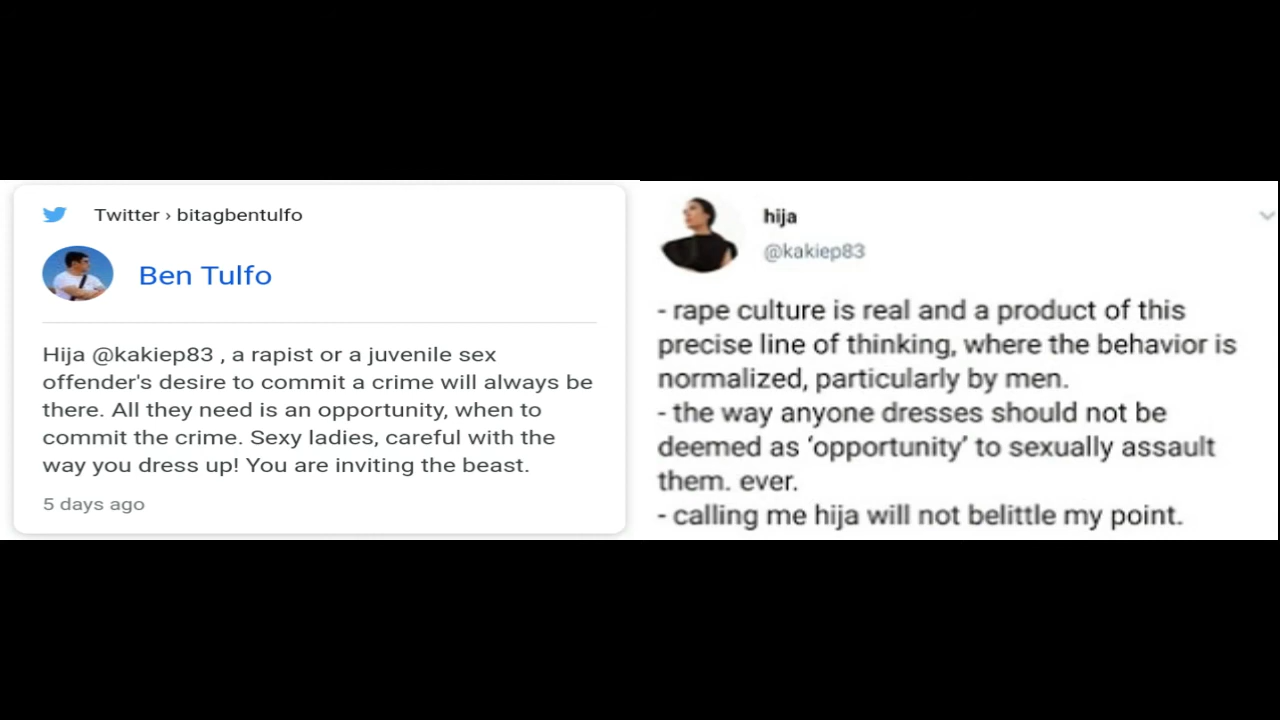 Twitter › bitagbentulfo
Ben Tulfo
Hija @kakiep83 , a rapist or a juvenile sex
offender's desire to commit a crime will always be
there. All they need is an opportunity, when to
commit the crime. Sexy ladies, careful with the
way you dress up! You are inviting the beast.
5 days ago
hija
@kakiep83
- rape culture is real and a product of this
precise line of thinking, where the behavior is
normalized, particularly by men.
- the way anyone dresses should not be
deemed as ‘opportunity’ to sexually assault
them. ever.
- calling me hija will not belittle my point.